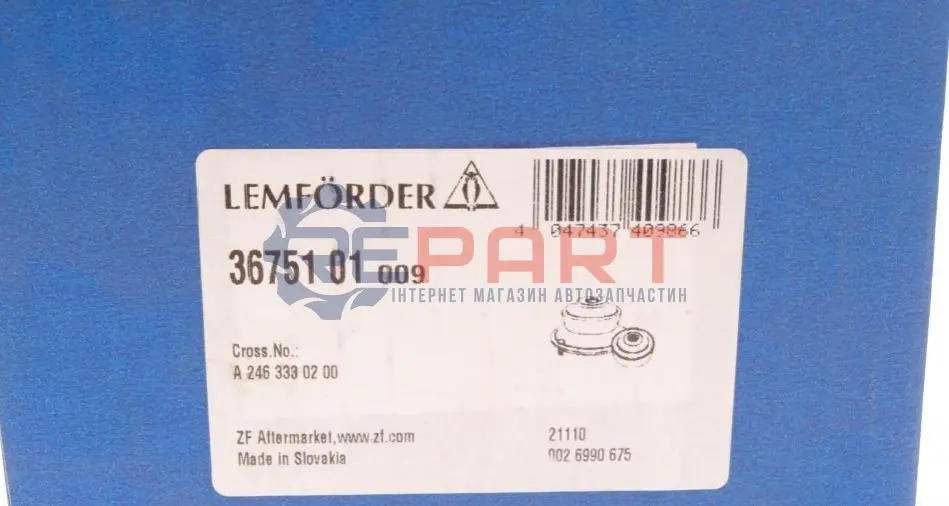 LEMFÖRDER
4 047437 409866
36751 01 009
DEPART
ІНТЕРНЕТ МАГАЗИН АВТОЗАПЧАСТИН
Cross.No.:
A 246 333 02 00
ZF Aftermarket,www.zf.com
21110
Made in Slovakia
002 6990 675